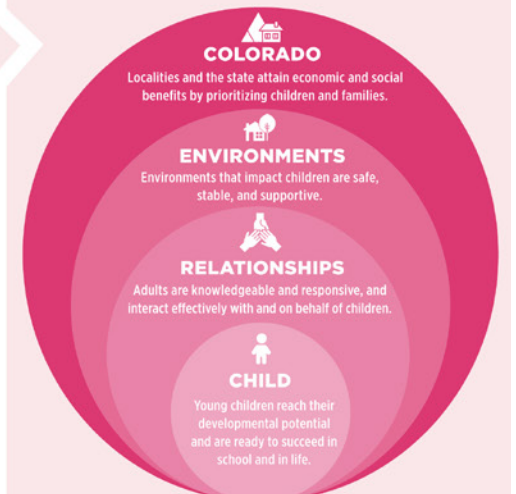 COLORADO
Localities and the state attain economic and social
benefits by prioritizing children and families.
ENVIRONMENTS
Environments that impact children are safe,
stable, and supportive.
RELATIONSHIPS
Adults are knowledgeable and responsive, and
interact effectively with and on behalf of children.
CHILD
Young children reach their
developmental potential
and are ready to succeed in
school and in life.